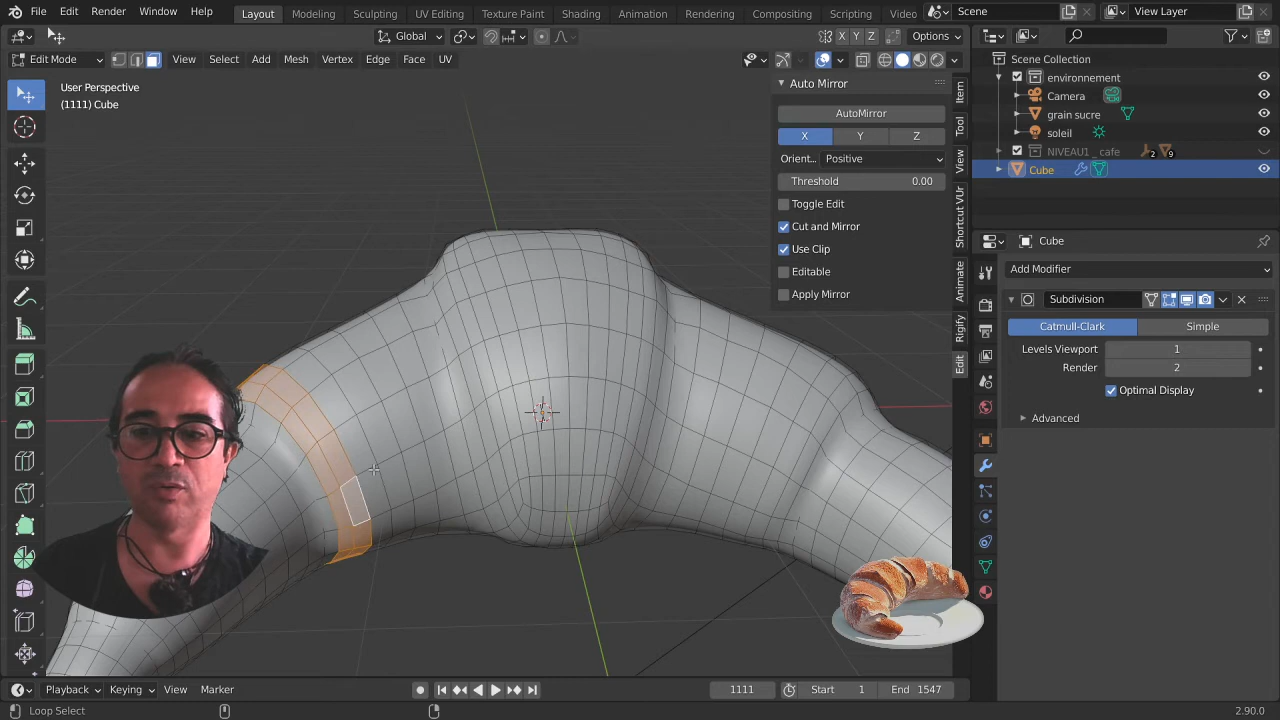 File Edit Render Window Help Layout Modeling Sculpting UV Editing Texture Paint Shading Animation Rendering Compositing Scripting Video Scene View Layer
Global X Y Z Options
Edit Mode View Select Add Mesh Vertex Edge Face UV
User Perspective
(1111) Cube
Auto Mirror
AutoMirror
X Y Z
Orient... Positive
Threshold 0.00
Toggle Edit
Cut and Mirror
Use Clip
Editable
Apply Mirror
Item
Tool
View
Shortcut VUr
Animate
Rigify
Edit
Scene Collection
environnement
Camera
grain sucre
soleil
NIVEAU1_cafe 2 9
Cube
Cube
Add Modifier
Subdivision
Catmull-Clark Simple
Levels Viewport 1
Render 2
Optimal Display
Advanced
Playback Keying View Marker 1111 Start 1 End 1547
Loop Select 2.90.0